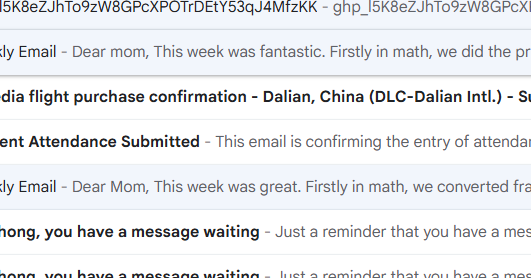 l5K8eZJhTo9zW8GPcXPOTrDEtY53qJ4MfzKK - ghp_l5K8eZJhTo9zW8GPcX
kly Email - Dear mom, This week was fantastic. Firstly in math, we did the pr
edia flight purchase confirmation - Dalian, China (DLC-Dalian Intl.) - Su
ent Attendance Submitted - This email is confirming the entry of attenda
kly Email - Dear Mom, This week was great. Firstly in math, we converted fra
hong, you have a message waiting - Just a reminder that you have a mes
hong, you have a message waiting - Just a reminder that you have a mes